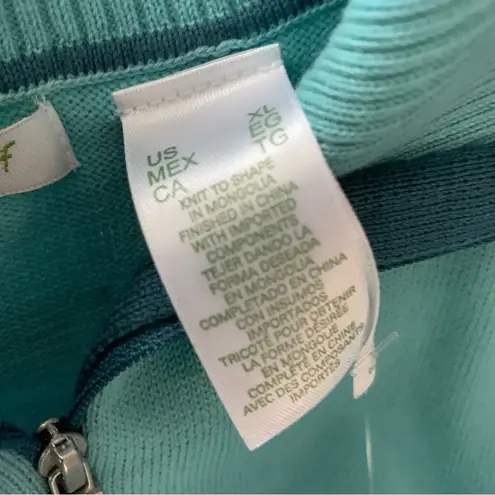 US XL
MEX EG
CA TG
KNIT TO SHAPE
IN MONGOLIA
FINISHED IN CHINA
WITH IMPORTED
COMPONENTS
TEJER DANDO LA
FORMA DESEADA
EN MONGOLIA
COMPLETADO EN CHINA
CON INSUMOS
IMPORTADOS
TRICOTÉ POUR OBTENIR
LA FORME DÉSIRÉE
EN MONGOLIE
COMPLÉTÉ EN CHINE
AVEC DES COMPOSANTS
IMPORTÉS